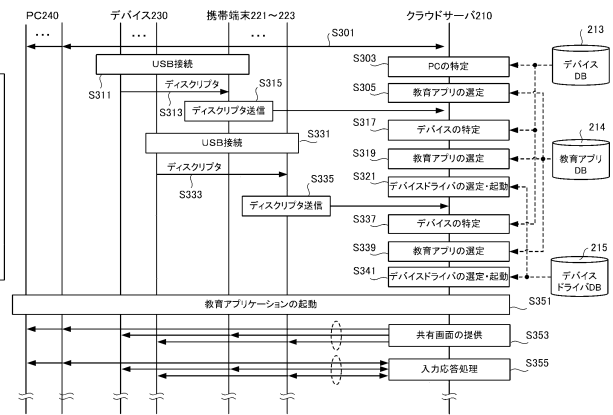 PC240
デバイス230
携帯端末221～223
クラウドサーバ210
...
...
...
S301
213
デバイス
DB
USB接続
S303
PCの特定
S311
ディスクリプタ
S313
S315
S305
教育アプリの選定
ディスクリプタ送信
S317
デバイスの特定
USB接続
S331
214
教育アプリ
DB
S319
教育アプリの選定
ディスクリプタ
S333
S335
S321
デバイスドライバの選定・起動
ディスクリプタ送信
S337
デバイスの特定
S339
教育アプリの選定
215
デバイス
ドライバDB
S341
デバイスドライバの選定・起動
教育アプリケーションの起動
S351
共有画面の提供
S353
入力応答処理
S355